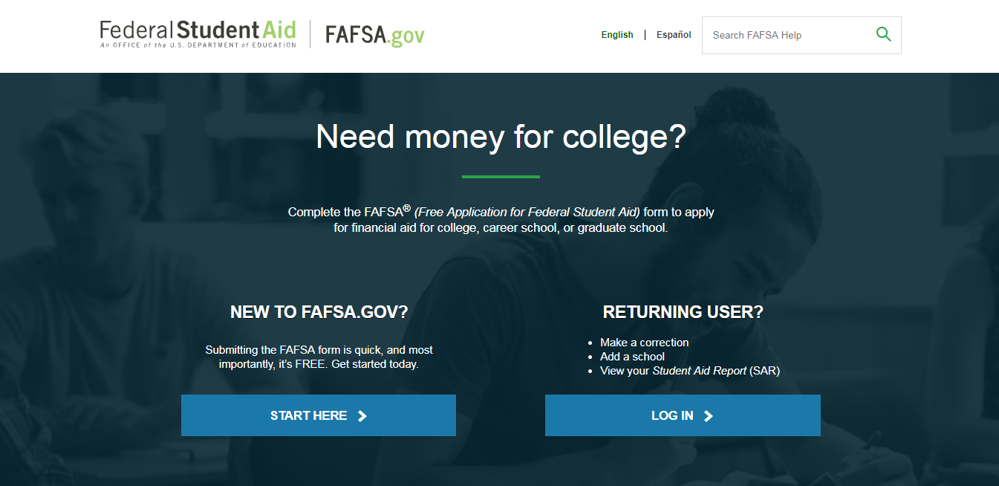 Federal Student Aid
An OFFICE of the U.S. DEPARTMENT of EDUCATION
FAFSA.gov
English | Español
Search FAFSA Help
Need money for college?
Complete the FAFSA® (Free Application for Federal Student Aid) form to apply
for financial aid for college, career school, or graduate school.
NEW TO FAFSA.GOV?
Submitting the FAFSA form is quick, and most
importantly, it's FREE. Get started today.
START HERE
RETURNING USER?
• Make a correction
• Add a school
• View your Student Aid Report (SAR)
LOG IN